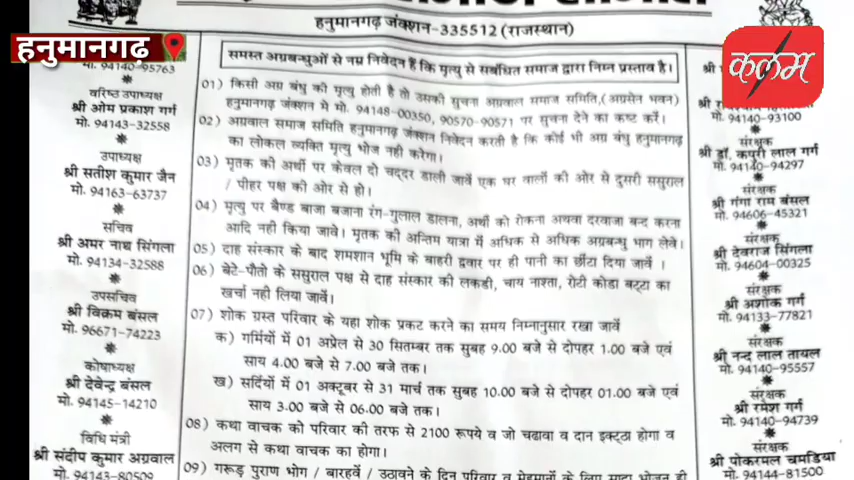 हनुमानगढ़ जंक्शन-335512 (राजस्थान)
हनुमानगढ
कलम
समस्त अग्रबन्धुओं से नम्र निवेदन हैं कि मृत्यु से सबंधित समाज द्वारा निम्न प्रस्ताव है।
मो. 94140-95763
वरिष्ठ उपाध्यक्ष
श्री ओम प्रकाश गर्ग
मो. 94143-32558
उपाध्यक्ष
श्री सतीश कुमार जैन
मो. 94163-63737
सचिव
श्री अमर नाथ सिंगला
मो. 94134-32588
उपसचिव
श्री विक्रम बंसल
मो. 96671-74223
कोषाध्यक्ष
श्री देवेन्द्र बंसल
मो. 94145-14210
विधि मंत्री
श्री संदीप कुमार अग्रवाल
मो. 94143-80509
01) किसी अग्र बंधु की मृत्यु होती है तो उसकी सुचना अग्रवाल समाज समिति,(अग्रसेन भवन)
हनुमानगढ़ जंक्शन में मो. 94148-00350, 90570-90571 पर सुचना देने का कष्ट करें।
02) अग्रवाल समाज समिति हनुमानगढ़ जंक्शन निवेदन करती है कि कोई भी अग्र बंधु हनुमानगढ़
का लोकल व्यक्ति मृत्यु भोज नही करेगा।
03) मृतक की अर्थी पर केवल दो चद्दर डाली जावें एक घर वालों की ओर से दुसरी ससुराल
/ पीहर पक्ष की ओर से हो।
04) मृत्यु पर बैण्ड बाजा बजाना रंग-गुलाल डालना, अर्थी को रोकना अथवा दरवाजा बन्द करना
आदि नही किया जावे। मृतक की अन्तिम यात्रा में अधिक से अधिक अग्रबन्धु भाग लेवे।
05) दाह संस्कार के बाद शमशान भूमि के बाहरी द्वार पर ही पानी का छींटा दिया जावें ।
06) बेटे-पौतो के ससुराल पक्ष से दाह संस्कार की लकडी, चाय नाश्ता, रोटी कोडा बट्टा का
खर्चा नही लिया जावें।
07) शोक ग्रस्त परिवार के यहा शोक प्रकट करने का समय निम्नानुसार रखा जावें
क) गर्मियों में 01 अप्रेल से 30 सितम्बर तक सुबह 9.00 बजे से दोपहर 1.00 बजे एवं
साय 4.00 बजे से 7.00 बजे तक।
ख) सर्दियों में 01 अक्टूबर से 31 मार्च तक सुबह 10.00 बजे से दोपहर 01.00 बजे एवं
साय 3.00 बजे से 06.00 बजे तक।
08) कथा वाचक को परिवार की तरफ से 2100 रूपये व जो चढावा व दान इक्ट्ठा होगा व
अलग से कथा वाचक का होगा।
09) गरूड़ पुराण भोग / बारहवें / उठावने के दिन परिवार व मेहमानों के लिए सादा भोजन ही
मो. 94140-93100
संरक्षक
श्री डॉ. कपुरी लाल गर्ग
मो. 94140-94297
संरक्षक
श्री गंगा राम बंसल
मो. 94606-45321
संरक्षक
श्री देवराज सिंगला
मो. 94604-00325
संरक्षक
श्री अशोक गर्ग
मो. 94133-77821
संरक्षक
श्री नन्द लाल तायल
मो. 94140-95557
संरक्षक
श्री रमेश गर्ग
मो. 94140-94739
संरक्षक
श्री पोकरमल चमडिया
मो. 94144-81500